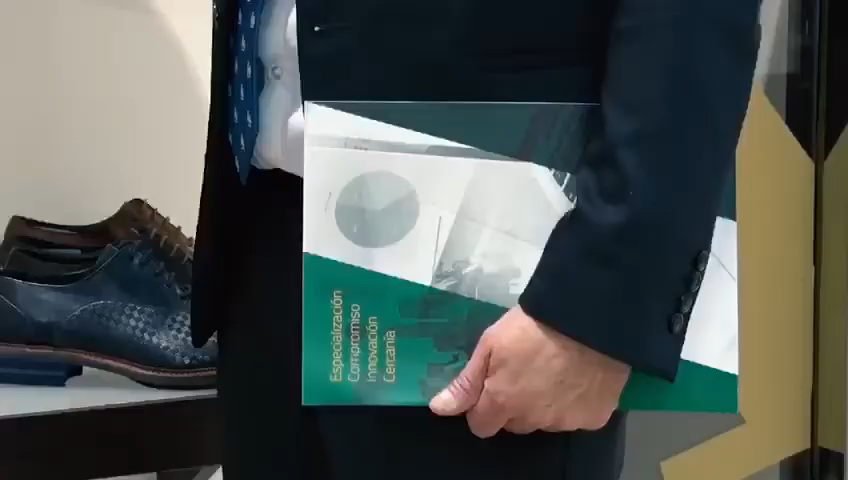 Especialización
Compromiso
Innovación
Cercanía